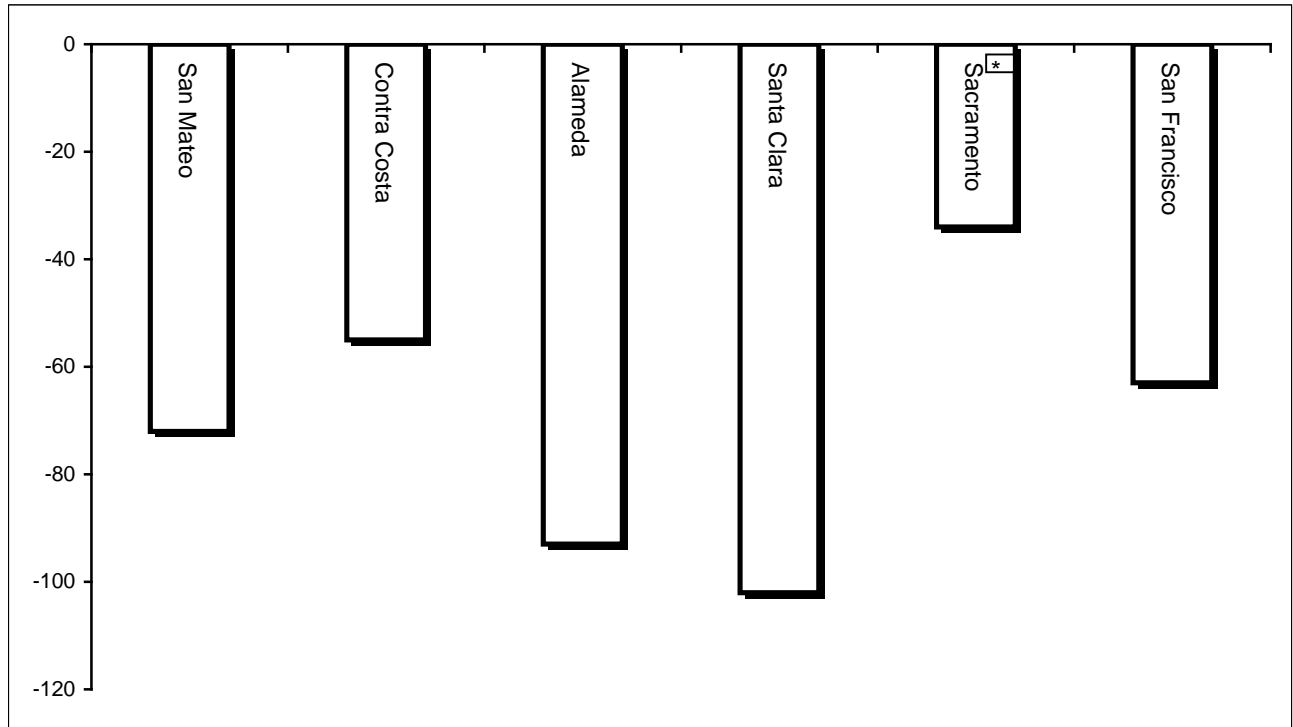 0
-20
-40
-60
-80
-100
-120
San Mateo
Contra Costa
Alameda
Santa Clara
Sacramento
*
San Francisco